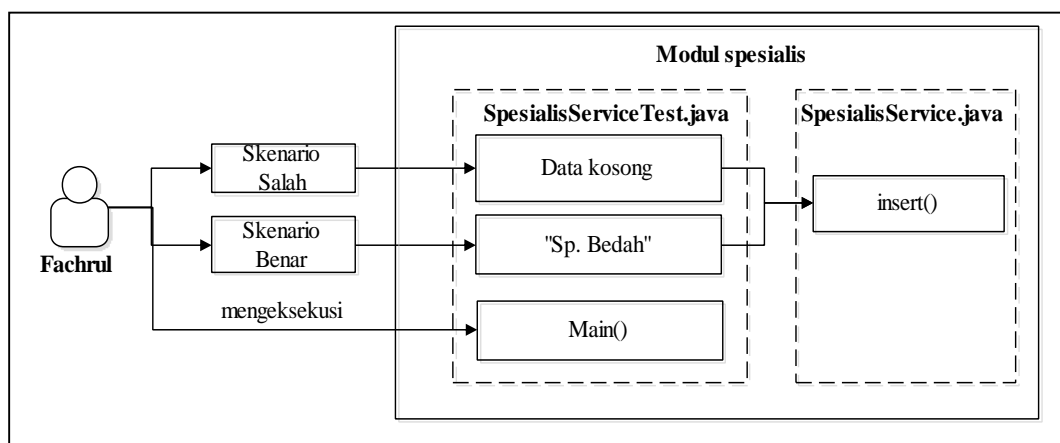 Modul spesialis
SpesialisServiceTest.java
SpesialisService.java
Skenario
Salah
Data kosong
insert()
Skenario
Benar
"Sp. Bedah"
Fachrul
mengeksekusi
Main()